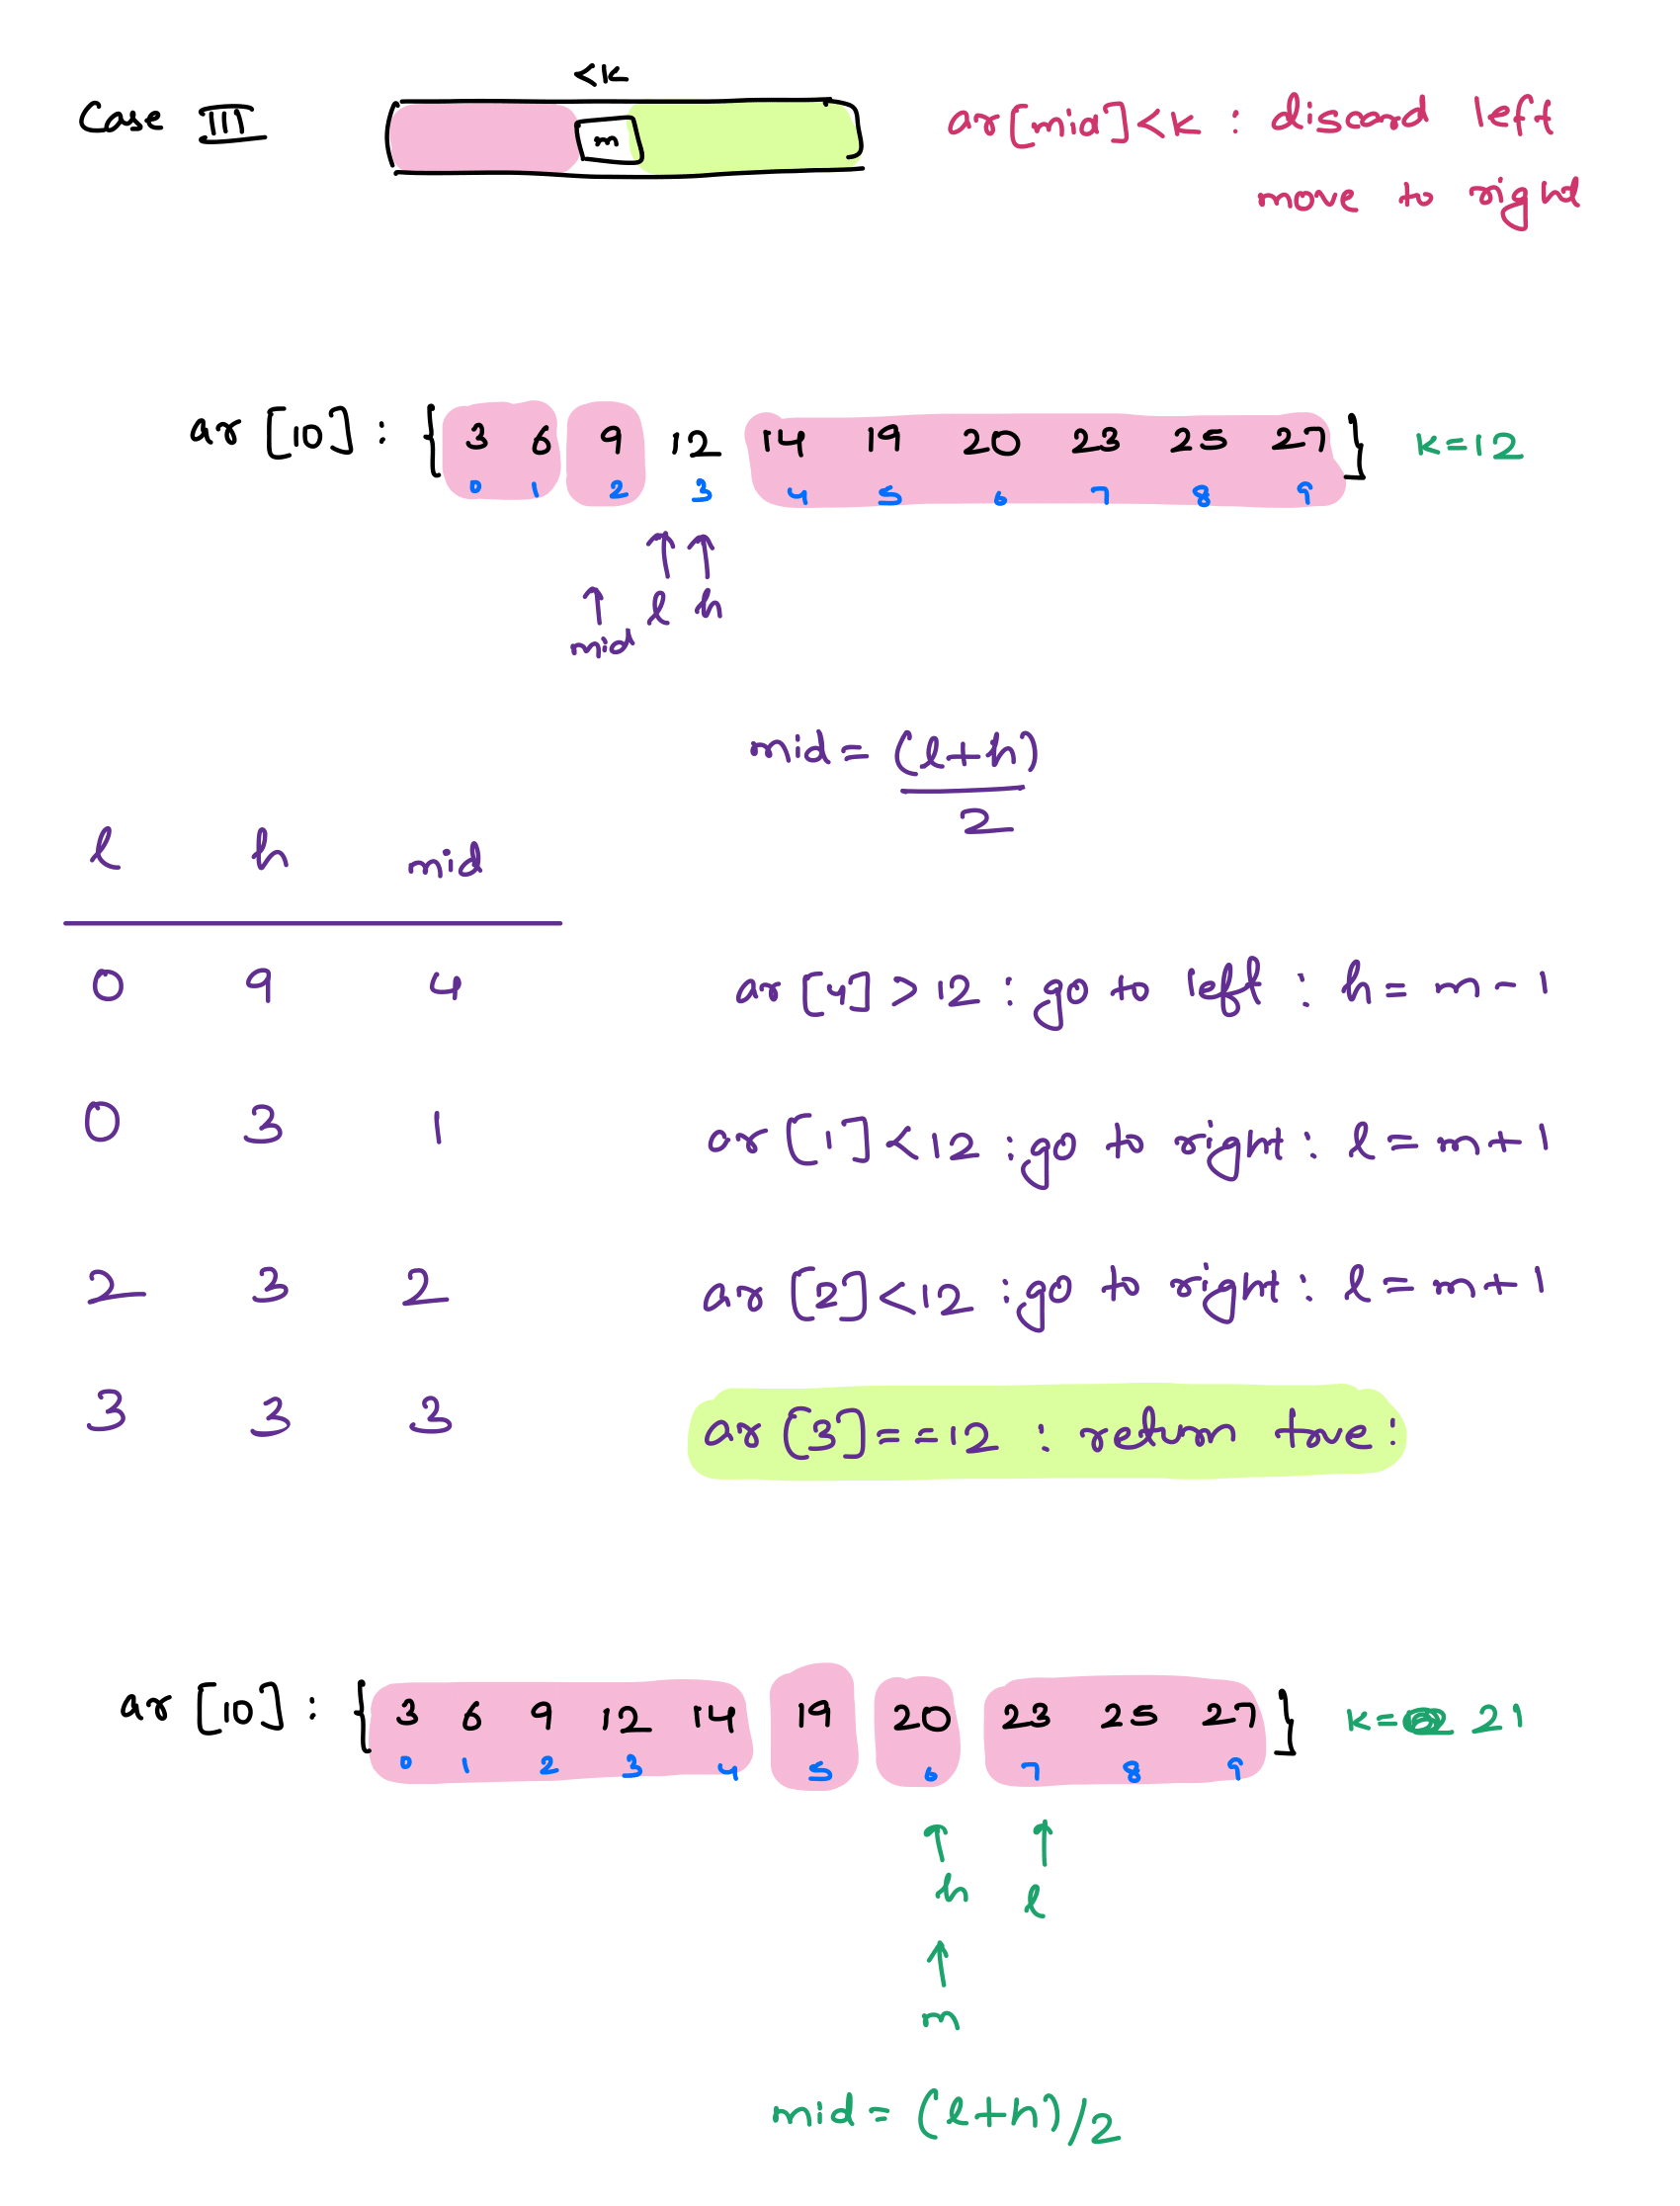 <k
Case III m ar[mid]<k : discard left
move to right
ar [10] : { 3 6 9 12 14 19 20 23 25 27 } k=12
0 1 2 3 4 5 6 7 8 9
l h
mid
mid = (l+h)
2
l h mid
0 9 4 ar [4] > 12 : go to left : h = m - 1
0 3 1 ar [1] < 12 : go to right : l = m + 1
2 3 2 ar [2] < 12 : go to right : l = m + 1
3 3 3 ar [3] == 12 : return true :
ar [10] : { 3 6 9 12 14 19 20 23 25 27 } k= 21
0 1 2 3 4 5 6 7 8 9
h l
m
mid = (l+h)/2